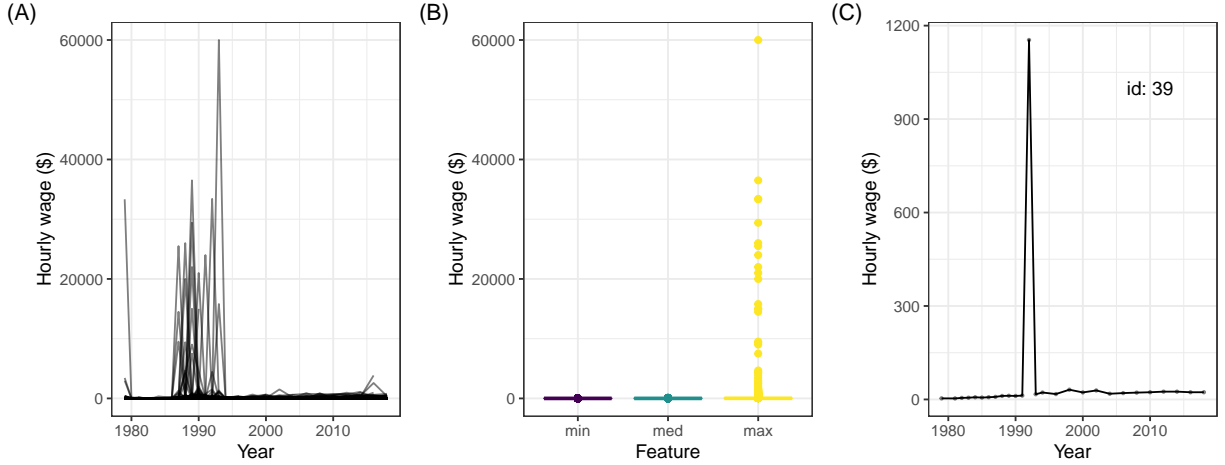 (A)
60000
40000
20000
0
Hourly wage ($)
1980 1990 2000 2010
Year
(B)
60000
40000
20000
0
Hourly wage ($)
min med max
Feature
(C)
1200
900
600
300
0
Hourly wage ($)
id: 39
1980 1990 2000 2010
Year